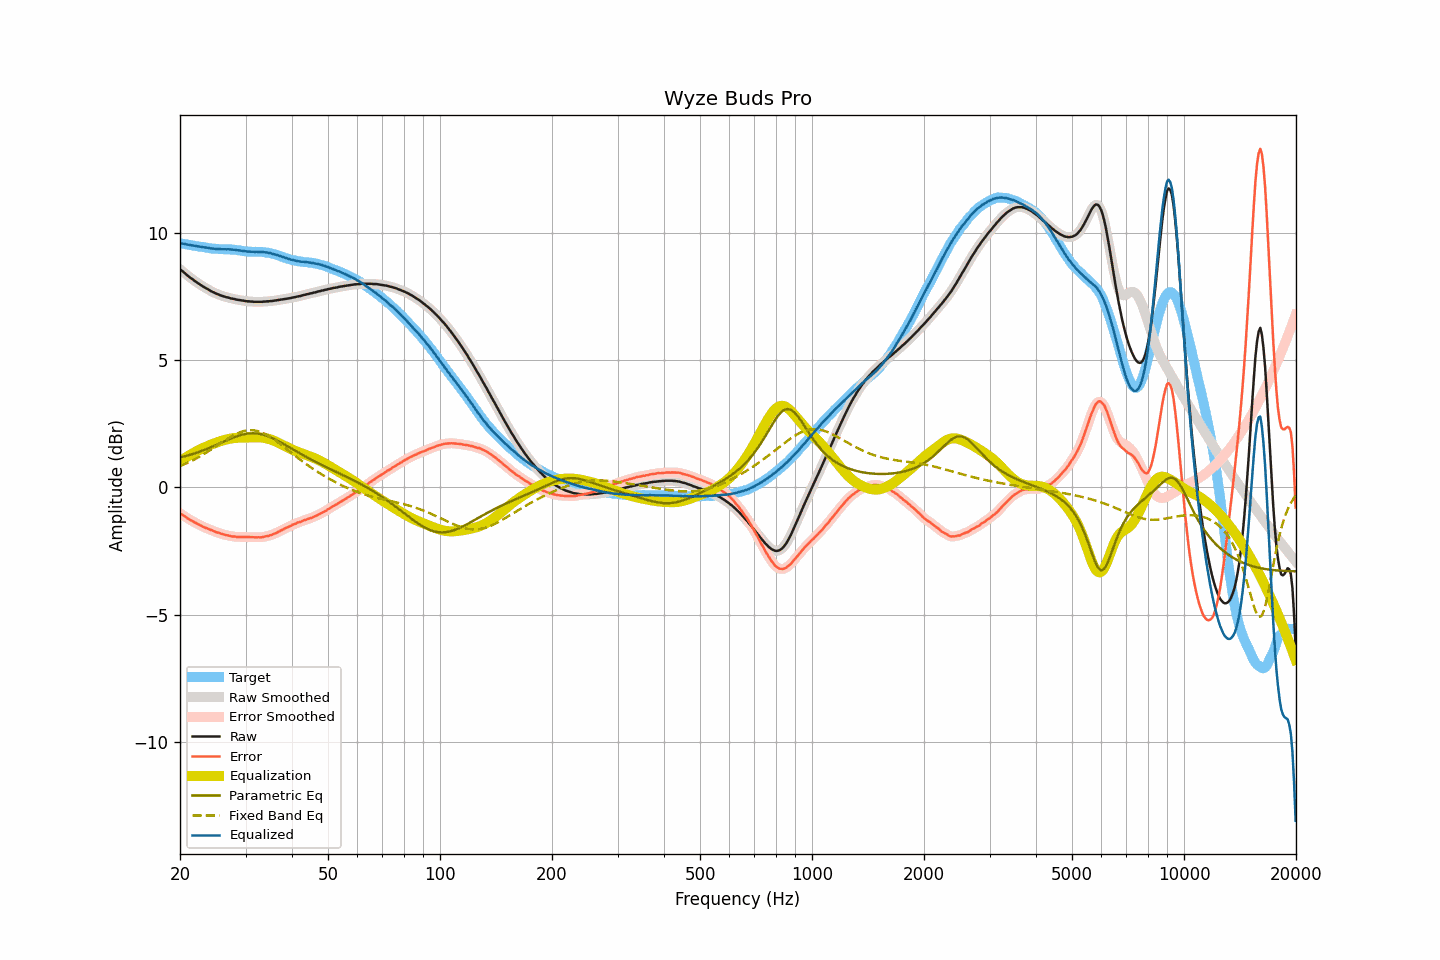 Wyze Buds Pro
Amplitude (dBr)
10
5
0
−5
−10
Target
Raw Smoothed
Error Smoothed
Raw
Error
Equalization
Parametric Eq
Fixed Band Eq
Equalized
20 50 100 200 500 1000 2000 5000 10000 20000
Frequency (Hz)